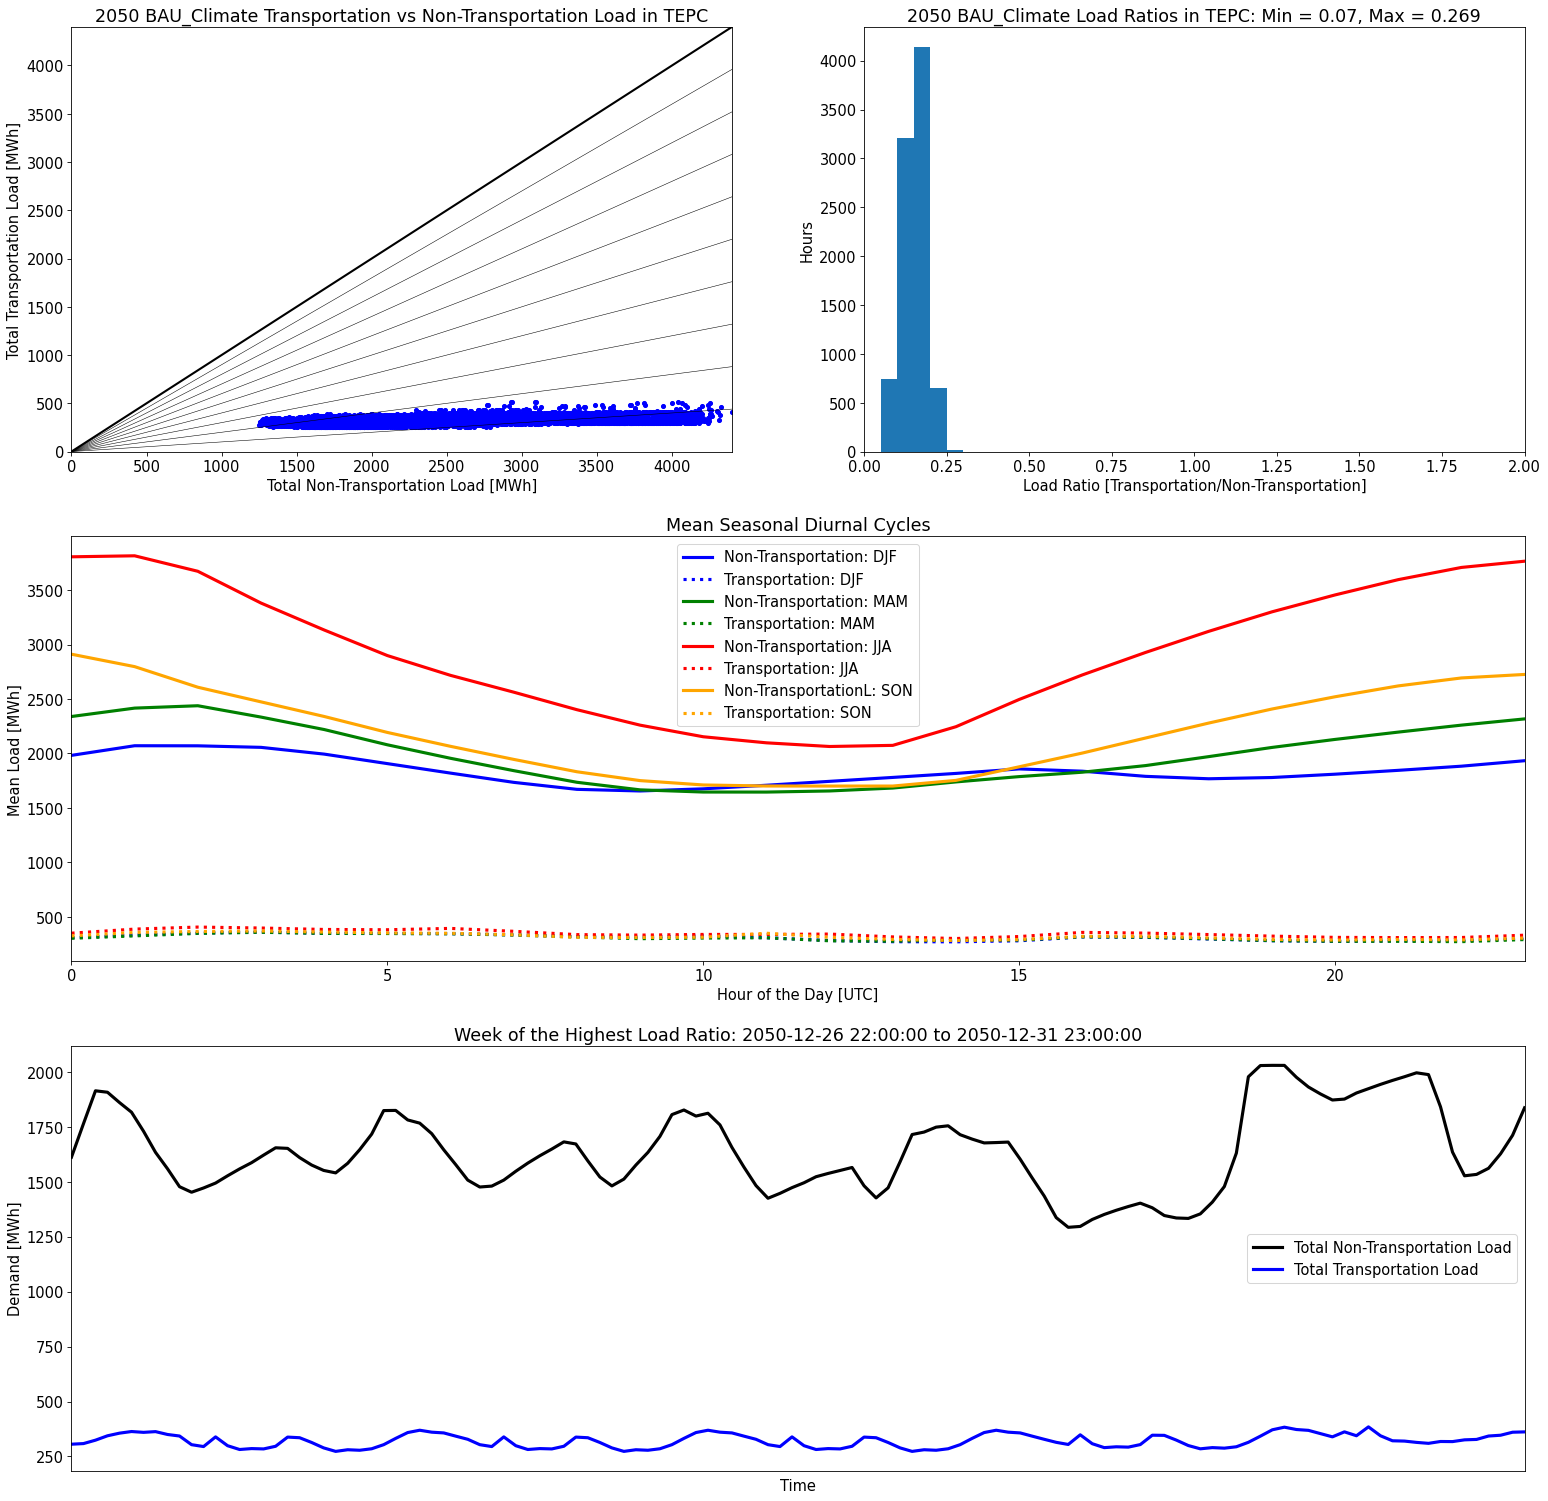 2050 BAU_Climate Transportation vs Non-Transportation Load in TEPC
4000
3500
3000
2500
2000
1500
1000
500
0
Total Transportation Load [MWh]
0 500 1000 1500 2000 2500 3000 3500 4000
Total Non-Transportation Load [MWh]
2050 BAU_Climate Load Ratios in TEPC: Min = 0.07, Max = 0.269
4000
3500
3000
2500
2000
1500
1000
500
0
Hours
0.00 0.25 0.50 0.75 1.00 1.25 1.50 1.75 2.00
Load Ratio [Transportation/Non-Transportation]
Mean Seasonal Diurnal Cycles
3500
3000
2500
2000
1500
1000
500
Mean Load [MWh]
Non-Transportation: DJF
Transportation: DJF
Non-Transportation: MAM
Transportation: MAM
Non-Transportation: JJA
Transportation: JJA
Non-TransportationL: SON
Transportation: SON
0 5 10 15 20
Hour of the Day [UTC]
Week of the Highest Load Ratio: 2050-12-26 22:00:00 to 2050-12-31 23:00:00
2000
1750
1500
1250
1000
750
500
250
Demand [MWh]
Total Non-Transportation Load
Total Transportation Load
Time